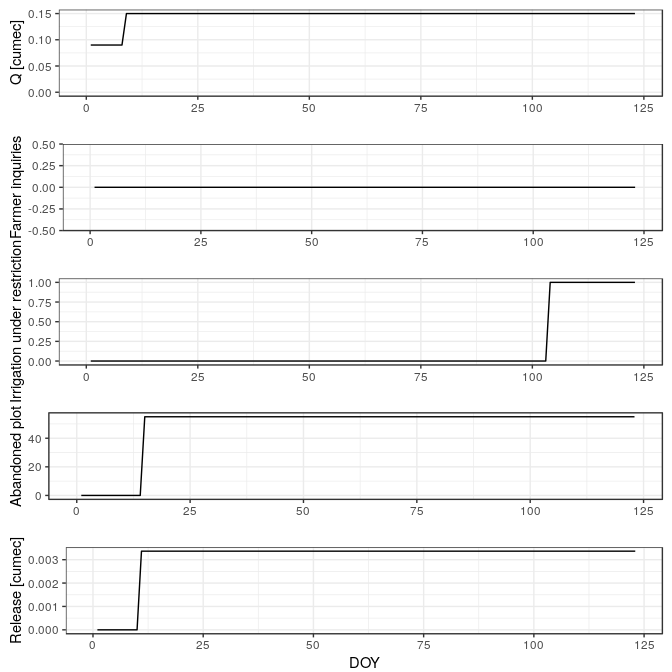 Q [cumec]
0.15
0.10
0.05
0.00
0 25 50 75 100 125
Farmer inquiries
0.50
0.25
0.00
-0.25
-0.50
0 25 50 75 100 125
Irrigation under restriction
1.00
0.75
0.50
0.25
0.00
0 25 50 75 100 125
Abandoned plot
40
20
0
0 25 50 75 100 125
Release [cumec]
0.003
0.002
0.001
0.000
0 25 50 75 100 125
DOY